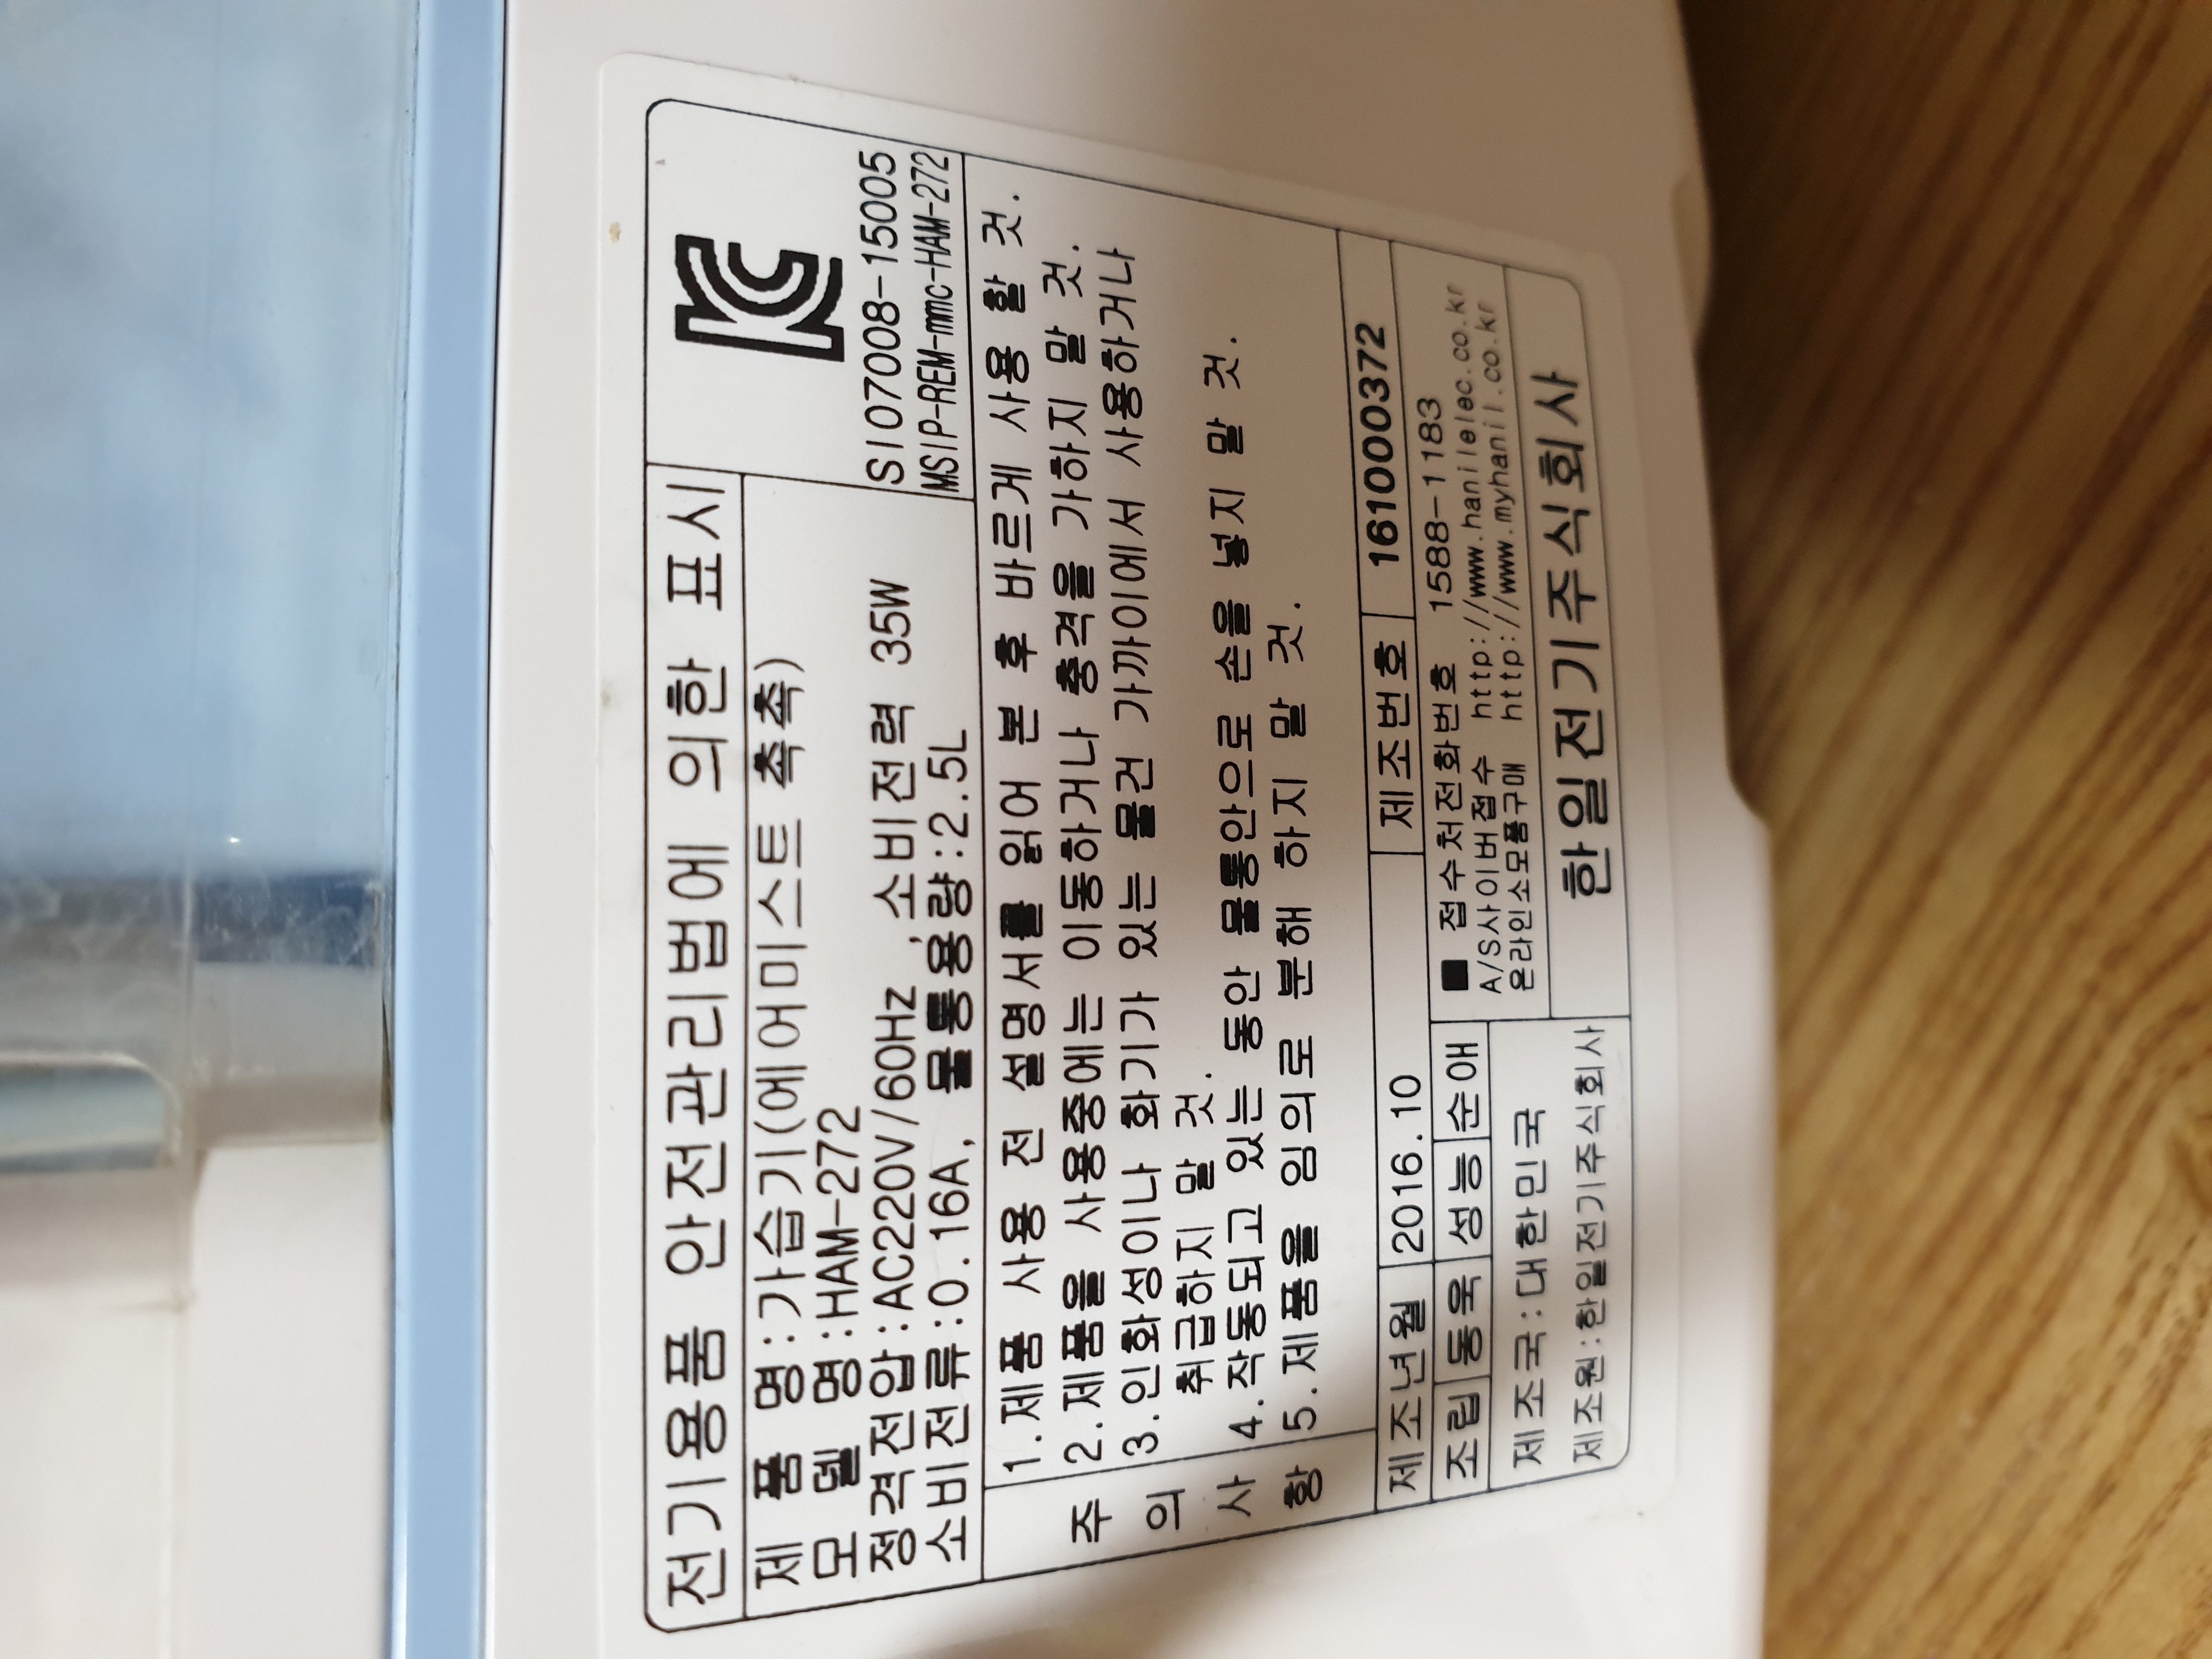 전기용품 안전관리법에 의한 표시
KC
제 품 명:가습기(에어미스트 촉촉)
모 델 명:HAM-272
정격전압:AC220V/60Hz, 소비전력 35W
소비전류:0.16A, 물통용량:2.5L
SI07008-15005
MSIP-REM-mmc-HAM-272
주의사항
1.제품 사용 전 설명서를 읽어 본 후 바르게 사용 할 것.
2.제품을 사용중에는 이동하거나 충격을 가하지 말 것.
3.인화성이나 화기가 있는 물건 가까이에서 사용하거나
취급하지 말 것.
4.작동되고 있는 동안 물통안으로 손을 넣지 말 것.
5.제품을 임의로 분해 하지 말 것.
제조년월 2016.10 제조번호 161000372
조립 동욱 성능 순애
제조국:대한민국
제조원:한일전기주식회사
■ 접수처전화번호 1588-1183
A/S사이버접수 http://www.hanilelec.co.kr
온라인소모품구매 http://www.myhanil.co.kr
한일전기주식회사